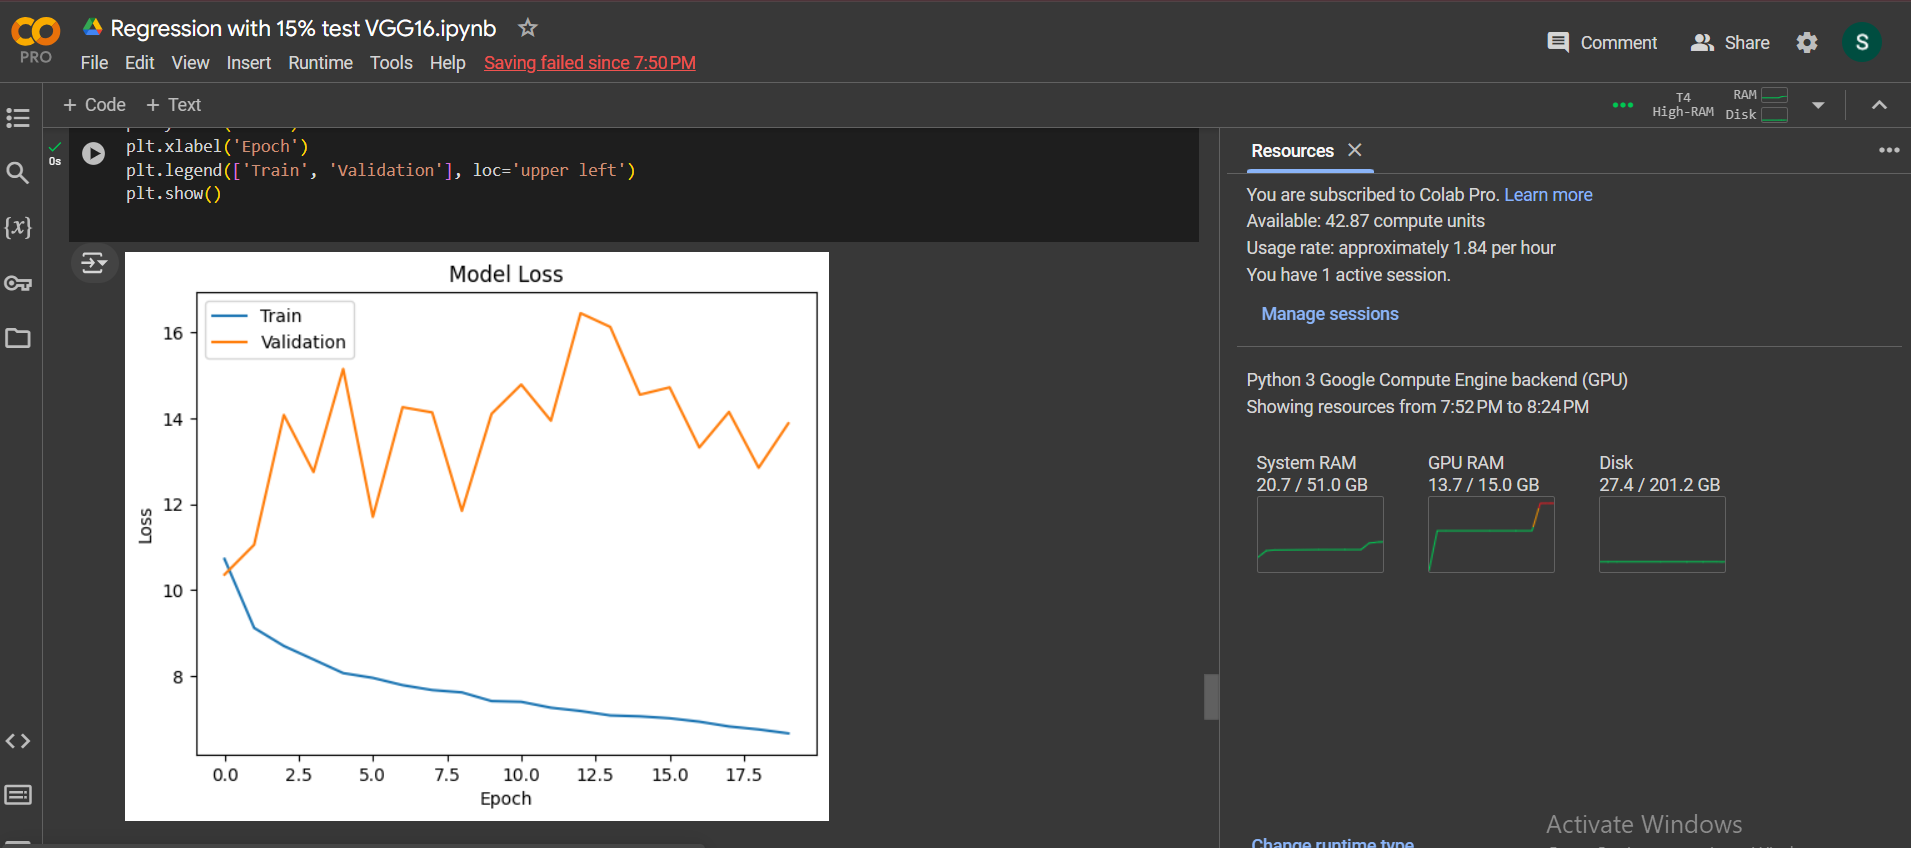 Regression with 15% test VGG16.ipynb
PRO
File Edit View Insert Runtime Tools Help Saving failed since 7:50 PM
Comment
Share
S
+ Code + Text
T4
High-RAM
RAM
Disk
0s
plt.xlabel('Epoch')
plt.legend(['Train', 'Validation'], loc='upper left')
plt.show()
{x}
Model Loss
Train
Validation
16
14
12
10
8
Loss
0.0 2.5 5.0 7.5 10.0 12.5 15.0 17.5
Epoch
Resources
You are subscribed to Colab Pro. Learn more
Available: 42.87 compute units
Usage rate: approximately 1.84 per hour
You have 1 active session.
Manage sessions
Python 3 Google Compute Engine backend (GPU)
Showing resources from 7:52 PM to 8:24 PM
System RAM
20.7 / 51.0 GB
GPU RAM
13.7 / 15.0 GB
Disk
27.4 / 201.2 GB
Activate Windows
Change runtime type